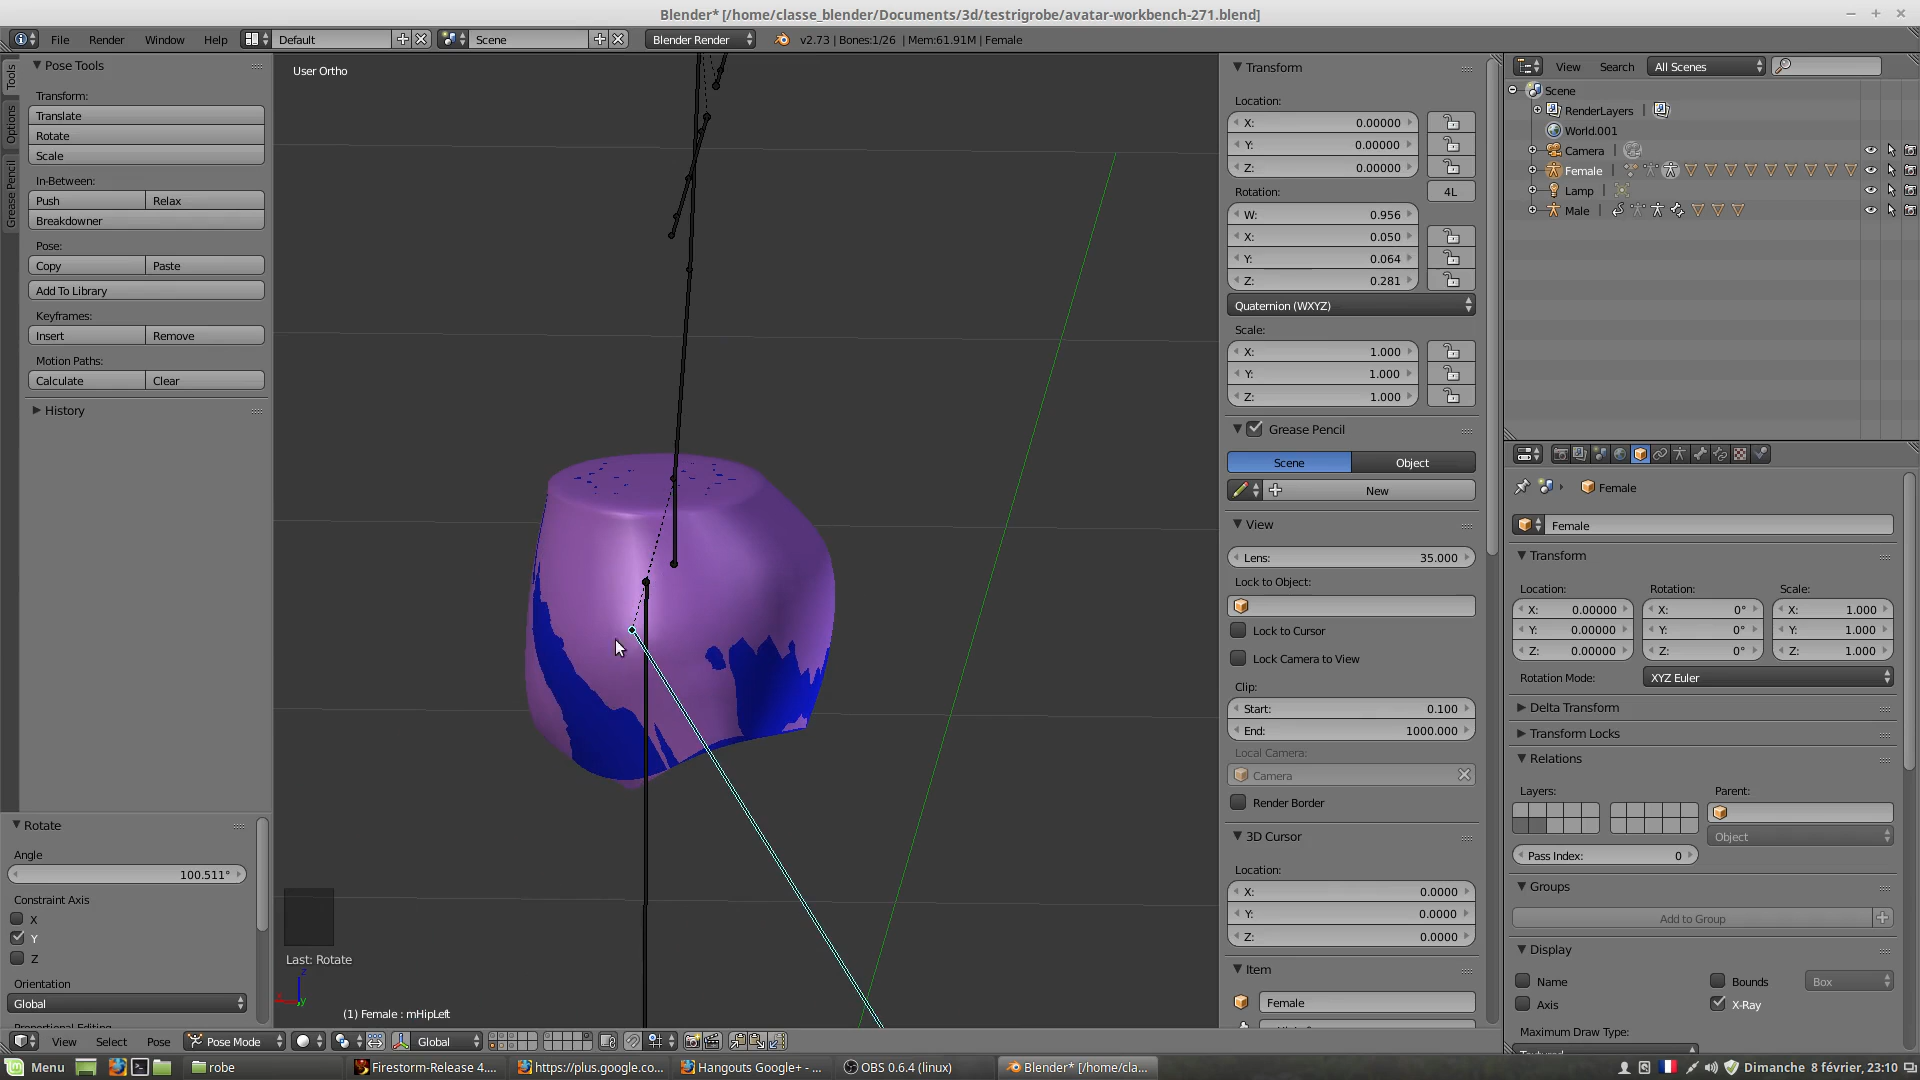 Blender* [/home/classe_blender/Documents/3d/testrigrobe/avatar-workbench-271.blend]
File Render Window Help Default Scene Blender Render v2.73 | Bones:1/26 | Mem:61.91M | Female
Tools
Options
Grease Pencil
Pose Tools
Transform:
Translate
Rotate
Scale
In-Between:
Push Relax
Breakdowner
Pose:
Copy Paste
Add To Library
Keyframes:
Insert Remove
Motion Paths:
Calculate Clear
History
Rotate
Angle
100.511°
Constraint Axis
X
Y
Z
Orientation
Global
User Ortho
Last: Rotate
(1) Female : mHipLeft
View Select Pose Pose Mode Global
Transform
Location:
X: 0.00000
Y: 0.00000
Z: 0.00000
Rotation: 4L
W: 0.956
X: 0.050
Y: 0.064
Z: 0.281
Quaternion (WXYZ)
Scale:
X: 1.000
Y: 1.000
Z: 1.000
Grease Pencil
Scene Object
New
View
Lens: 35.000
Lock to Object:
Lock to Cursor
Lock Camera to View
Clip:
Start: 0.100
End: 1000.000
Local Camera:
Camera
Render Border
3D Cursor
Location:
X: 0.0000
Y: 0.0000
Z: 0.0000
Item
Female
View Search All Scenes
Scene
RenderLayers |
World.001
Camera |
Female |
Lamp |
Male |
Female
Female
Transform
Location: Rotation: Scale:
X: 0.00000 X: 0° X: 1.000
Y: 0.00000 Y: 0° Y: 1.000
Z: 0.00000 Z: 0° Z: 1.000
Rotation Mode: XYZ Euler
Delta Transform
Transform Locks
Relations
Layers: Parent:
Object
Pass Index: 0
Groups
Add to Group
Display
Name Bounds Box
Axis X-Ray
Maximum Draw Type:
Menu robe Firestorm-Release 4.... https://plus.google.co... Hangouts Google+ - ... OBS 0.6.4 (linux) Blender* [/home/cla... Dimanche 8 février, 23:10